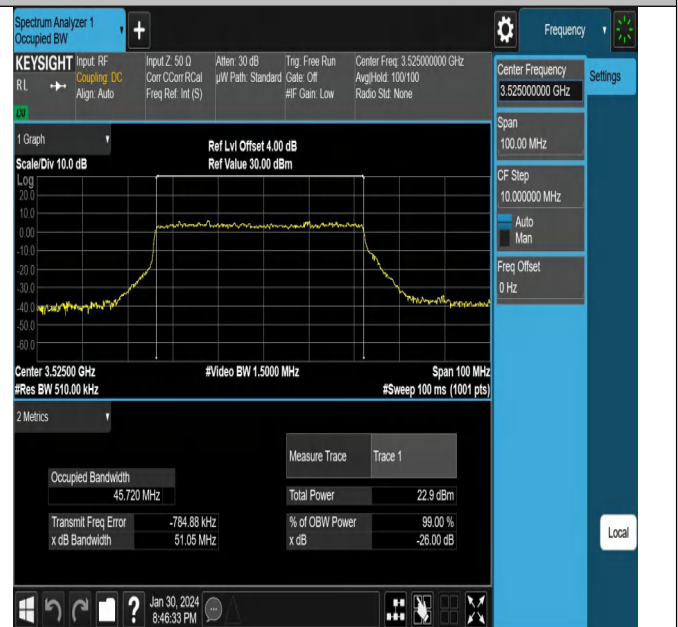 Spectrum Analyzer 1
Occupied BW
+
Frequency
KEYSIGHT
RL
LXI
Input: RF
Coupling: DC
Align: Auto
Input Z: 50 Ω
Corr CCorr RCal
Freq Ref: Int (S)
Atten: 30 dB
µW Path: Standard
Trig: Free Run
Gate: Off
#IF Gain: Low
Center Freq: 3.525000000 GHz
Avg|Hold: 100/100
Radio Std: None
Center Frequency
3.525000000 GHz
Settings
Span
100.00 MHz
CF Step
10.000000 MHz
Auto
Man
Freq Offset
0 Hz
1 Graph
Scale/Div 10.0 dB
Ref Lvl Offset 4.00 dB
Ref Value 30.00 dBm
Log
20.0
10.0
0.00
-10.0
-20.0
-30.0
-40.0
-50.0
-60.0
Center 3.52500 GHz
#Res BW 510.00 kHz
#Video BW 1.5000 MHz
Span 100 MHz
#Sweep 100 ms (1001 pts)
2 Metrics
Measure Trace Trace 1
Occupied Bandwidth
45.720 MHz
Total Power 22.9 dBm
Transmit Freq Error -784.88 kHz
% of OBW Power 99.00 %
x dB Bandwidth 51.05 MHz
x dB -26.00 dB
Local
?
Jan 30, 2024
8:46:33 PM